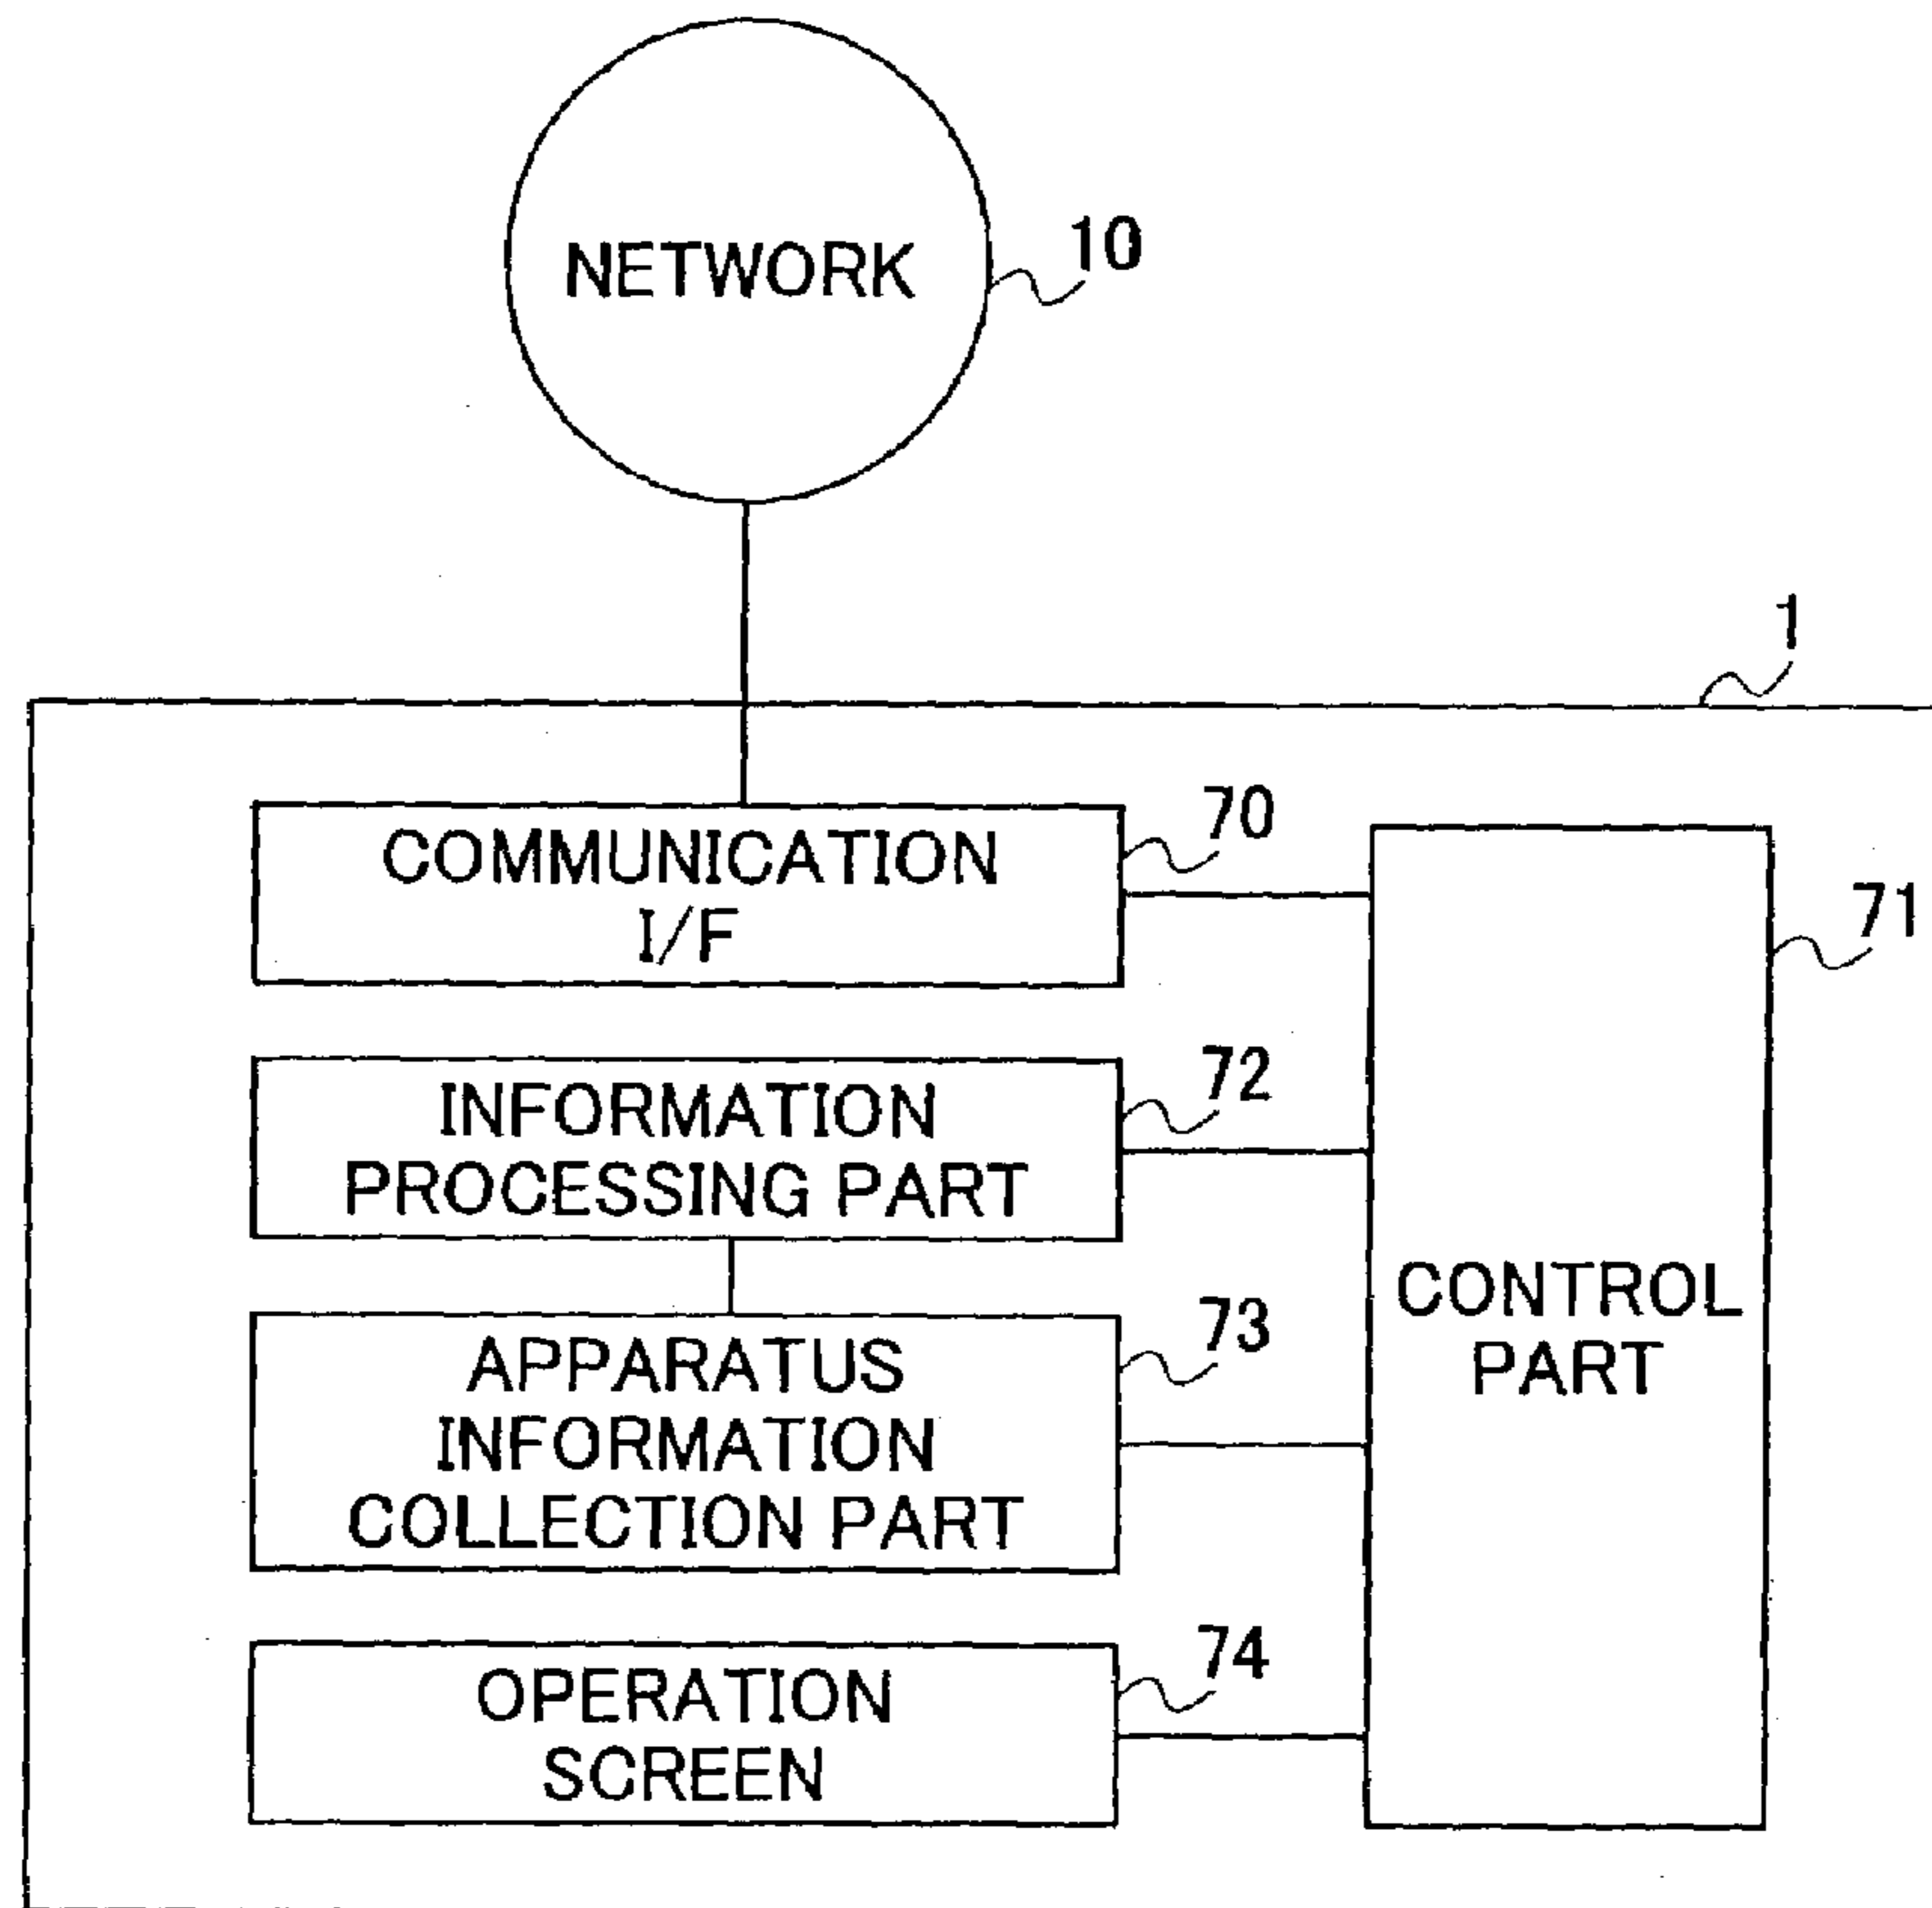 NETWORK
10
1
COMMUNICATION
I/F
70
71
INFORMATION
PROCESSING PART
72
APPARATUS
INFORMATION
COLLECTION PART
73
CONTROL
PART
OPERATION
SCREEN
74